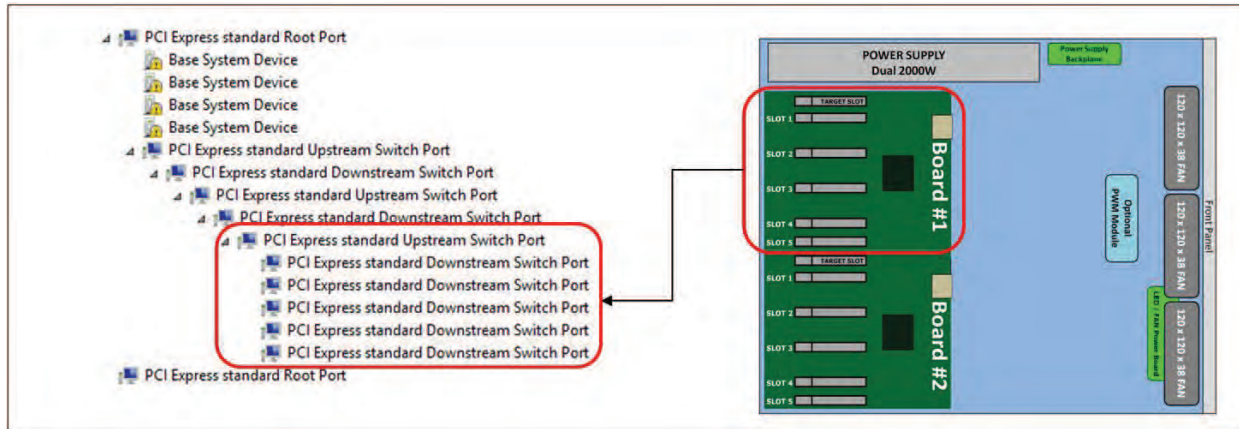 PCI Express standard Root Port
Base System Device
Base System Device
Base System Device
Base System Device
PCI Express standard Upstream Switch Port
PCI Express standard Downstream Switch Port
PCI Express standard Upstream Switch Port
PCI Express standard Downstream Switch Port
PCI Express standard Upstream Switch Port
PCI Express standard Downstream Switch Port
PCI Express standard Downstream Switch Port
PCI Express standard Downstream Switch Port
PCI Express standard Downstream Switch Port
PCI Express standard Downstream Switch Port
PCI Express standard Root Port
POWER SUPPLY
Dual 2000W
Power Supply
Backplane
TARGET SLOT
SLOT 1
SLOT 2
SLOT 3
SLOT 4
SLOT 5
Board #1
TARGET SLOT
SLOT 1
SLOT 2
SLOT 3
SLOT 4
SLOT 5
Board #2
Optional
PWM Module
LED / FAN Power Board
120 x 120 x 38 FAN
120 x 120 x 38 FAN
120 x 120 x 38 FAN
Front Panel